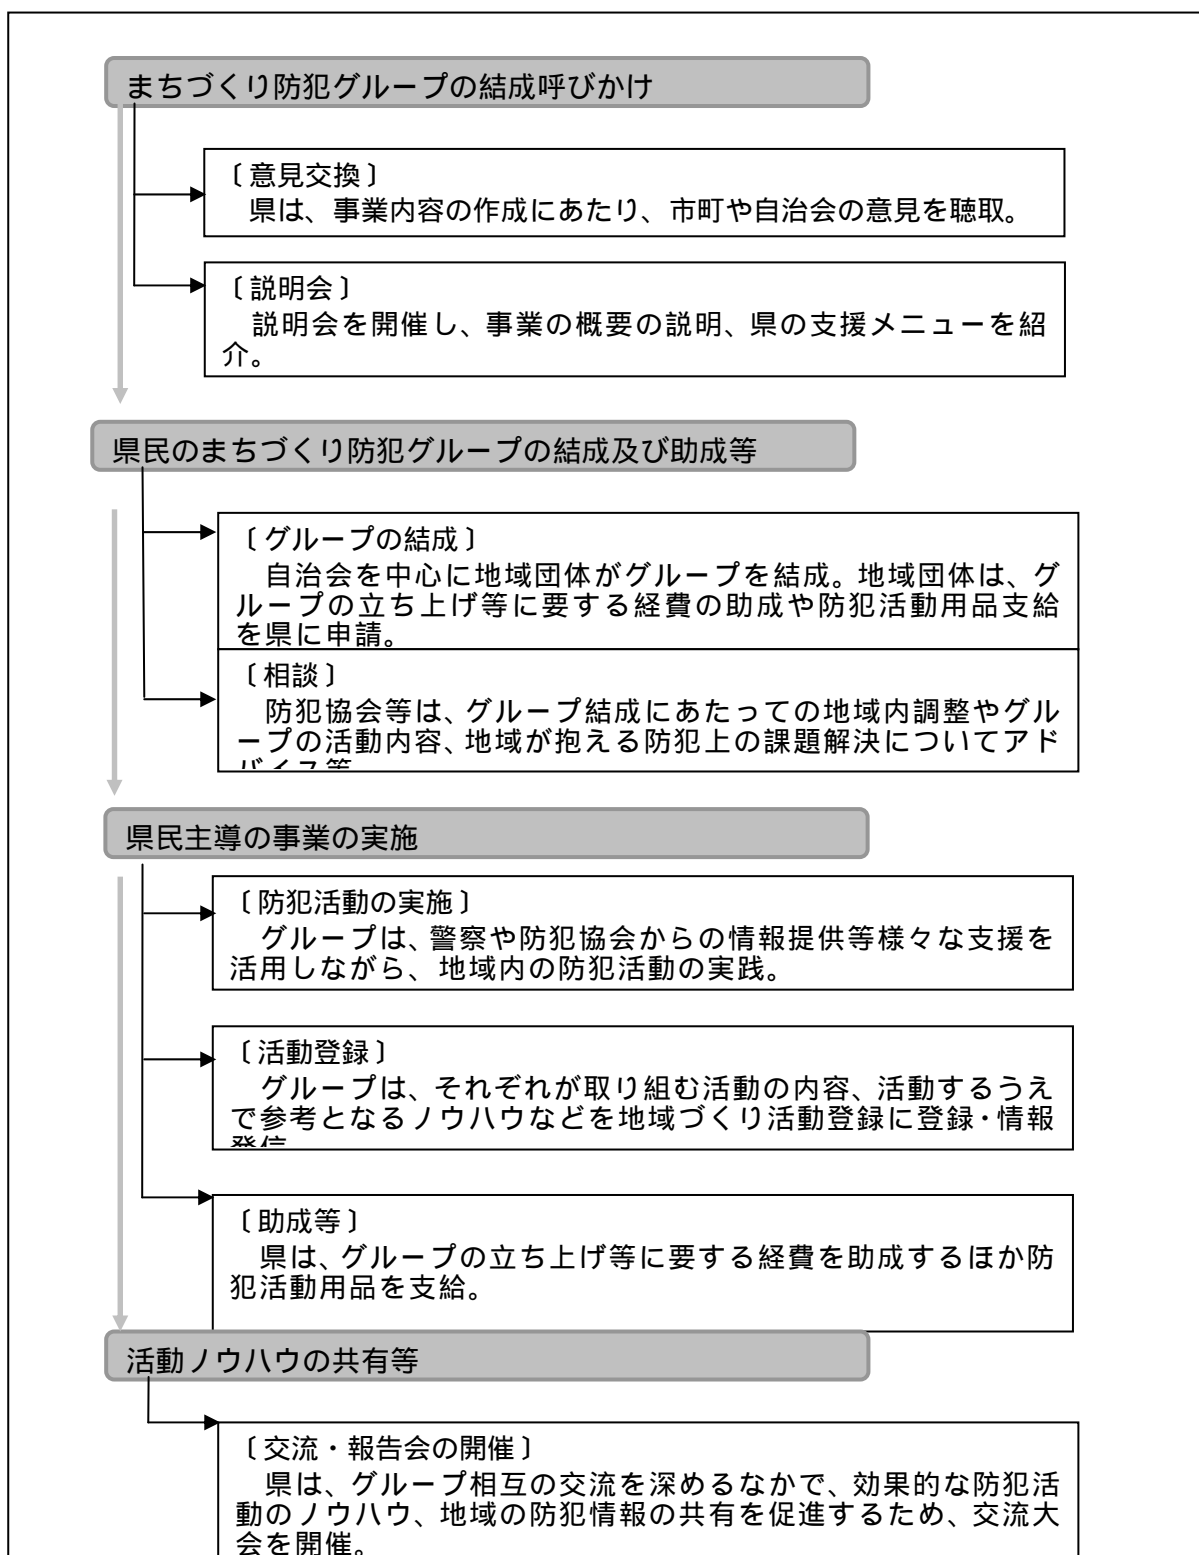 まちづくり防犯グループの結成呼びかけ
〔意見交換〕
県は、事業内容の作成にあたり、市町や自治会の意見を聴取。
〔説明会〕
説明会を開催し、事業の概要の説明、県の支援メニューを紹
介。
県民のまちづくり防犯グループの結成及び助成等
〔グループの結成〕
自治会を中心に地域団体がグループを結成。地域団体は、グ
ループの立ち上げ等に要する経費の助成や防犯活動用品支給
を県に申請。
〔相談〕
防犯協会等は、グループ結成にあたっての地域内調整やグル
ープの活動内容、地域が抱える防犯上の課題解決についてアド
バイス等
県民主導の事業の実施
〔防犯活動の実施〕
グループは、警察や防犯協会からの情報提供等様々な支援を
活用しながら、地域内の防犯活動の実践。
〔活動登録〕
グループは、それぞれが取り組む活動の内容、活動するうえ
で参考となるノウハウなどを地域づくり活動登録に登録・情報
発信
〔助成等〕
県は、グループの立ち上げ等に要する経費を助成するほか防
犯活動用品を支給。
活動ノウハウの共有等
〔交流・報告会の開催〕
県は、グループ相互の交流を深めるなかで、効果的な防犯活
動のノウハウ、地域の防犯情報の共有を促進するため、交流大
会を開催。